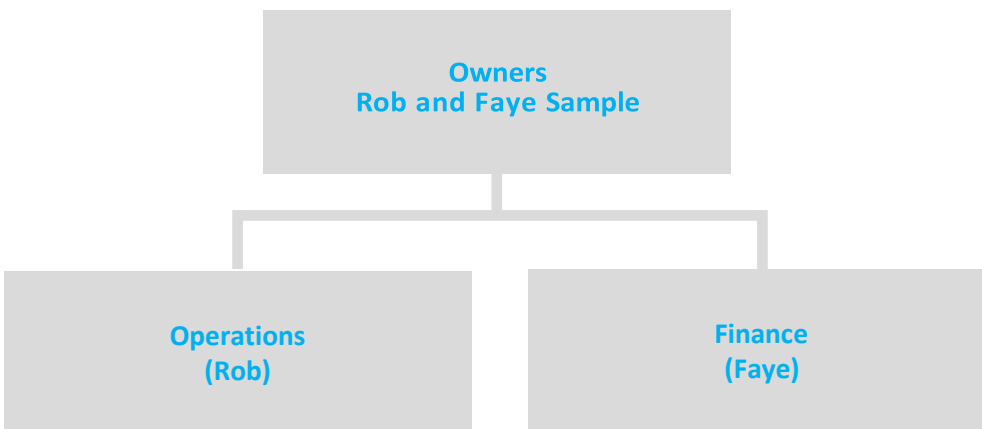 Owners
Rob and Faye Sample
Operations
(Rob)
Finance
(Faye)